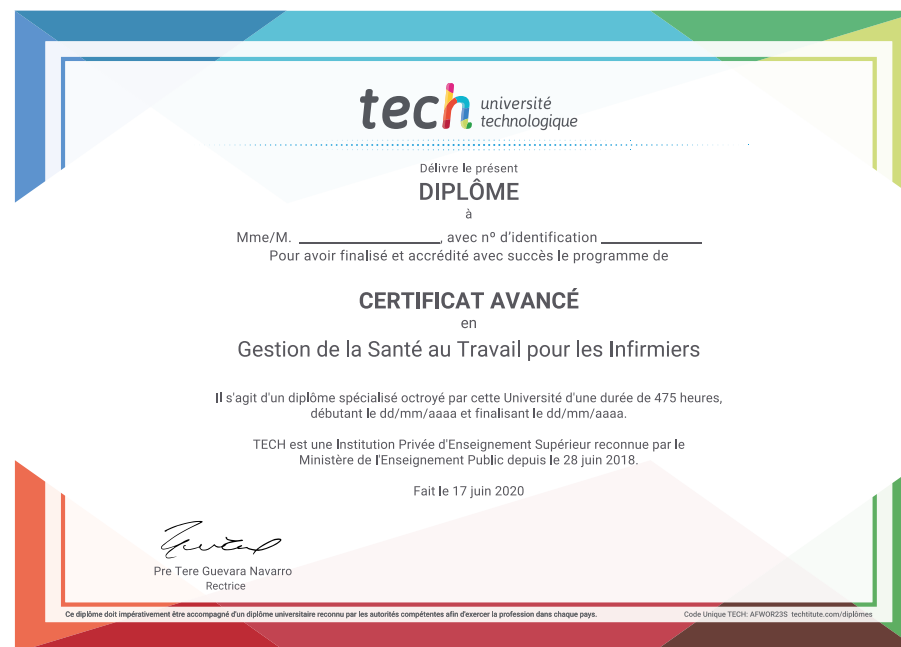 tech université
technologique
Délivre le présent
DIPLÔME
à
Mme/M. ____________________, avec nº d'identification ______________
Pour avoir finalisé et accrédité avec succès le programme de
CERTIFICAT AVANCÉ
en
Gestion de la Santé au Travail pour les Infirmiers
Il s'agit d'un diplôme spécialisé octroyé par cette Université d'une durée de 475 heures,
débutant le dd/mm/aaaa et finalisant le dd/mm/aaaa.
TECH est une Institution Privée d'Enseignement Supérieur reconnue par le
Ministère de l'Enseignement Public depuis le 28 juin 2018.
Fait le 17 juin 2020
Pre Tere Guevara Navarro
Rectrice
Ce diplôme doit impérativement être accompagné d'un diplôme universitaire reconnu par les autorités compétentes afin d'exercer la profession dans chaque pays.
Code Unique TECH: AFWOR23S techtitute.com/diplômes